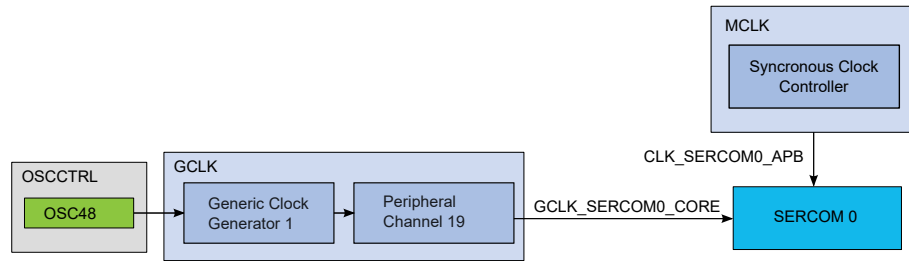 MCLK
Syncronous Clock
Controller
CLK_SERCOM0_APB
GCLK
OSCCTRL
OSC48
Generic Clock
Generator 1
Peripheral
Channel 19
GCLK_SERCOM0_CORE
SERCOM 0